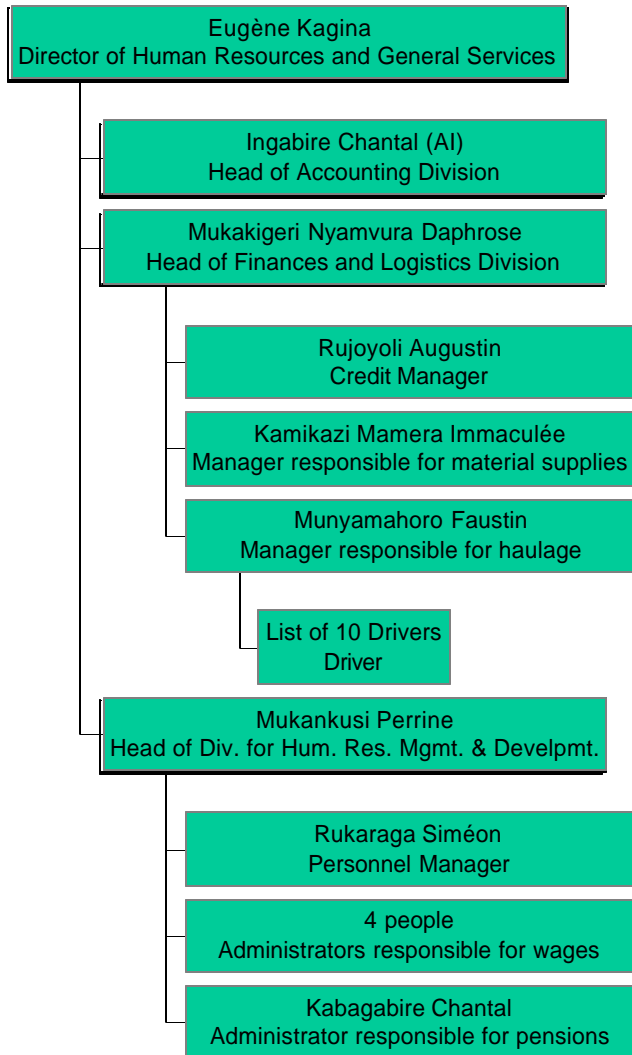 Eugène Kagina
Director of Human Resources and General Services
Ingabire Chantal (AI)
Head of Accounting Division
Mukakigeri Nyamvura Daphrose
Head of Finances and Logistics Division
Rujoyoli Augustin
Credit Manager
Kamikazi Mamera Immaculée
Manager responsible for material supplies
Munyamahoro Faustin
Manager responsible for haulage
List of 10 Drivers
Driver
Mukankusi Perrine
Head of Div. for Hum. Res. Mgmt. & Develpmt.
Rukaraga Siméon
Personnel Manager
4 people
Administrators responsible for wages
Kabagabire Chantal
Administrator responsible for pensions